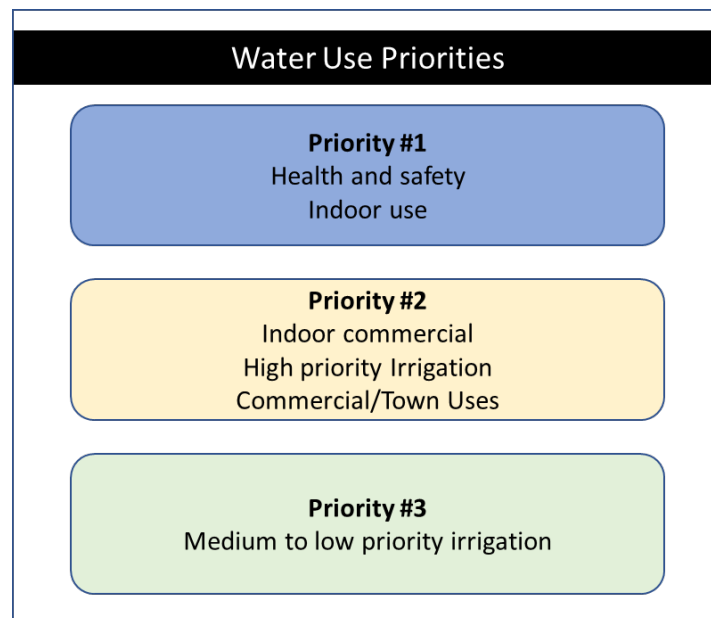 Water Use Priorities
Priority #1
Health and safety
Indoor use
Priority #2
Indoor commercial
High priority Irrigation
Commercial/Town Uses
Priority #3
Medium to low priority irrigation